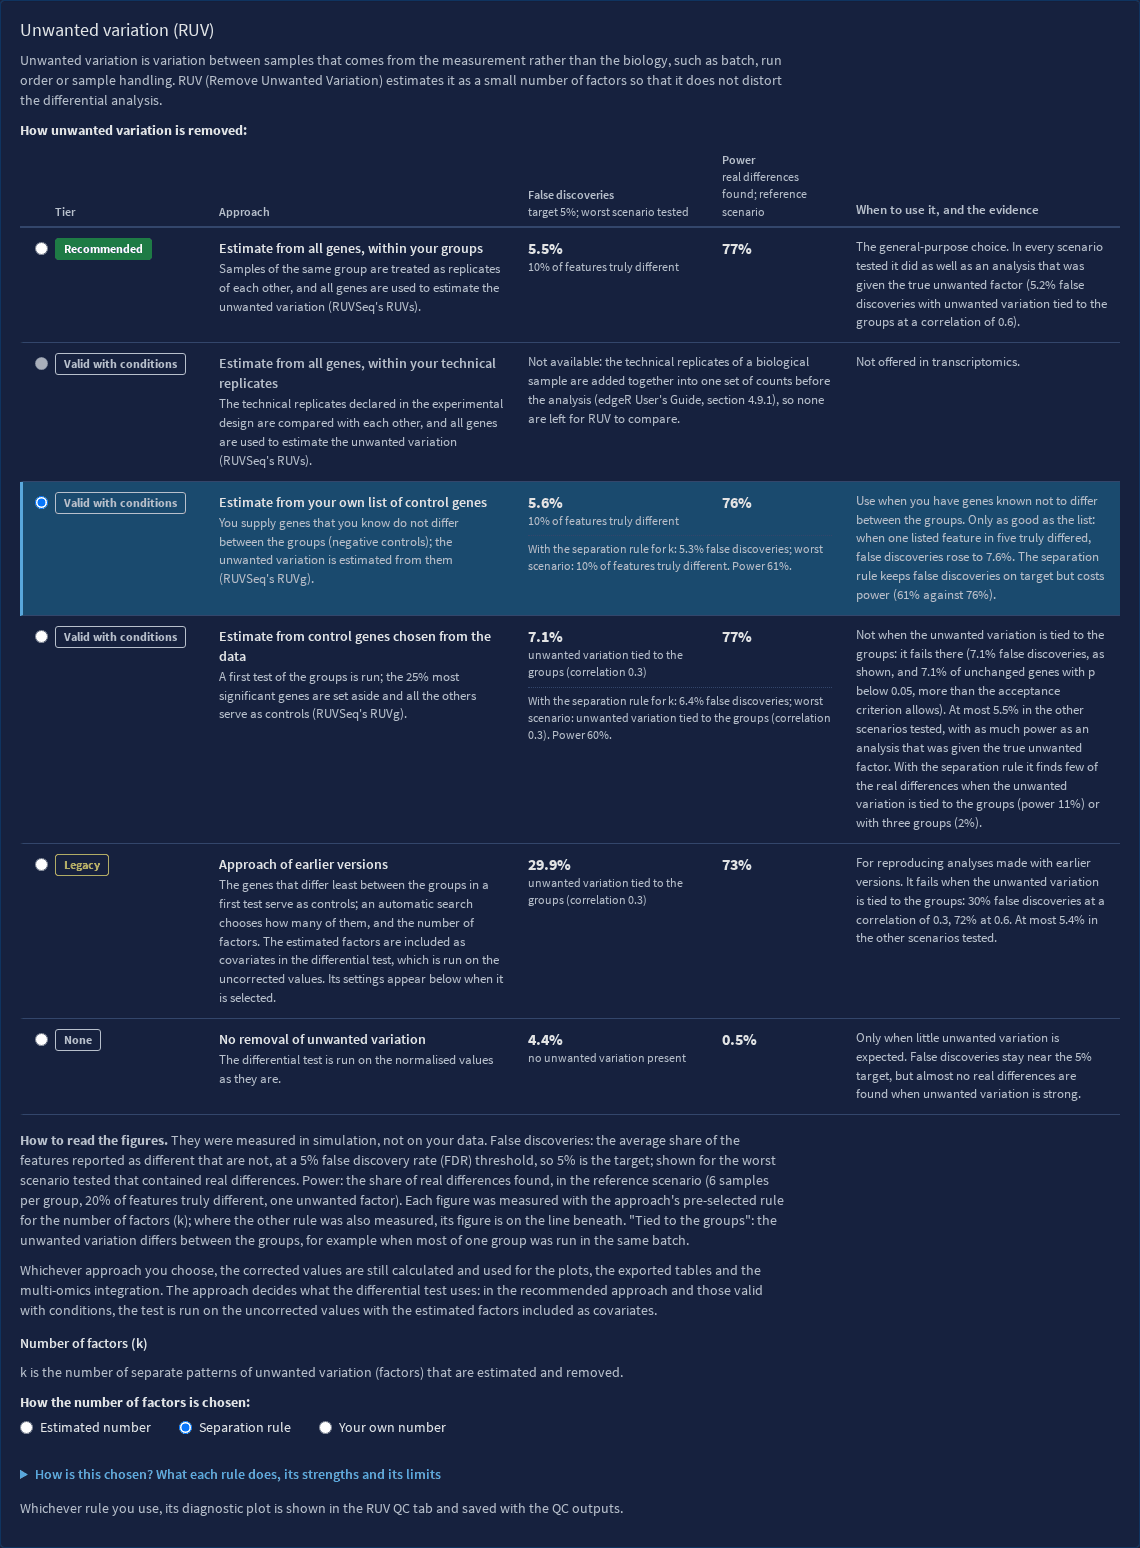 Unwanted variation (RUV)
Unwanted variation is variation between samples that comes from the measurement rather than the biology, such as batch, run
order or sample handling. RUV (Remove Unwanted Variation) estimates it as a small number of factors so that it does not distort
the differential analysis.
How unwanted variation is removed:
Tier
Approach
False discoveries
target 5%; worst scenario tested
Power
real differences
found; reference
scenario
When to use it, and the evidence
Recommended
Estimate from all genes, within your groups
Samples of the same group are treated as replicates
of each other, and all genes are used to estimate the
unwanted variation (RUVSeq's RUVs).
5.5%
10% of features truly different
77%
The general-purpose choice. In every scenario
tested it did as well as an analysis that was
given the true unwanted factor (5.2% false
discoveries with unwanted variation tied to the
groups at a correlation of 0.6).
Valid with conditions
Estimate from all genes, within your technical
replicates
The technical replicates declared in the experimental
design are compared with each other, and all genes
are used to estimate the unwanted variation
(RUVSeq's RUVs).
Not available: the technical replicates of a biological
sample are added together into one set of counts before
the analysis (edgeR User's Guide, section 4.9.1), so none
are left for RUV to compare.
Not offered in transcriptomics.
Valid with conditions
Estimate from your own list of control genes
You supply genes that you know do not differ
between the groups (negative controls); the
unwanted variation is estimated from them
(RUVSeq's RUVg).
5.6%
10% of features truly different
76%
With the separation rule for k: 5.3% false discoveries; worst
scenario: 10% of features truly different. Power 61%.
Use when you have genes known not to differ
between the groups. Only as good as the list:
when one listed feature in five truly differed,
false discoveries rose to 7.6%. The separation
rule keeps false discoveries on target but costs
power (61% against 76%).
Valid with conditions
Estimate from control genes chosen from the
data
A first test of the groups is run; the 25% most
significant genes are set aside and all the others
serve as controls (RUVSeq's RUVg).
7.1%
unwanted variation tied to the
groups (correlation 0.3)
77%
With the separation rule for k: 6.4% false discoveries; worst
scenario: unwanted variation tied to the groups (correlation
0.3). Power 60%.
Not when the unwanted variation is tied to the
groups: it fails there (7.1% false discoveries, as
shown, and 7.1% of unchanged genes with p
below 0.05, more than the acceptance
criterion allows). At most 5.5% in the other
scenarios tested, with as much power as an
analysis that was given the true unwanted
factor. With the separation rule it finds few of
the real differences when the unwanted
variation is tied to the groups (power 11%) or
with three groups (2%).
Legacy
Approach of earlier versions
The genes that differ least between the groups in a
first test serve as controls; an automatic search
chooses how many of them, and the number of
factors. The estimated factors are included as
covariates in the differential test, which is run on the
uncorrected values. Its settings appear below when it
is selected.
29.9%
unwanted variation tied to the
groups (correlation 0.3)
73%
For reproducing analyses made with earlier
versions. It fails when the unwanted variation
is tied to the groups: 30% false discoveries at a
correlation of 0.3, 72% at 0.6. At most 5.4% in
the other scenarios tested.
None
No removal of unwanted variation
The differential test is run on the normalised values
as they are.
4.4%
no unwanted variation present
0.5%
Only when little unwanted variation is
expected. False discoveries stay near the 5%
target, but almost no real differences are
found when unwanted variation is strong.
How to read the figures. They were measured in simulation, not on your data. False discoveries: the average share of the
features reported as different that are not, at a 5% false discovery rate (FDR) threshold, so 5% is the target; shown for the worst
scenario tested that contained real differences. Power: the share of real differences found, in the reference scenario (6 samples
per group, 20% of features truly different, one unwanted factor). Each figure was measured with the approach's pre-selected rule
for the number of factors (k); where the other rule was also measured, its figure is on the line beneath. "Tied to the groups": the
unwanted variation differs between the groups, for example when most of one group was run in the same batch.
Whichever approach you choose, the corrected values are still calculated and used for the plots, the exported tables and the
multi-omics integration. The approach decides what the differential test uses: in the recommended approach and those valid
with conditions, the test is run on the uncorrected values with the estimated factors included as covariates.
Number of factors (k)
k is the number of separate patterns of unwanted variation (factors) that are estimated and removed.
How the number of factors is chosen:
Estimated number
Separation rule
Your own number
How is this chosen? What each rule does, its strengths and its limits
Whichever rule you use, its diagnostic plot is shown in the RUV QC tab and saved with the QC outputs.